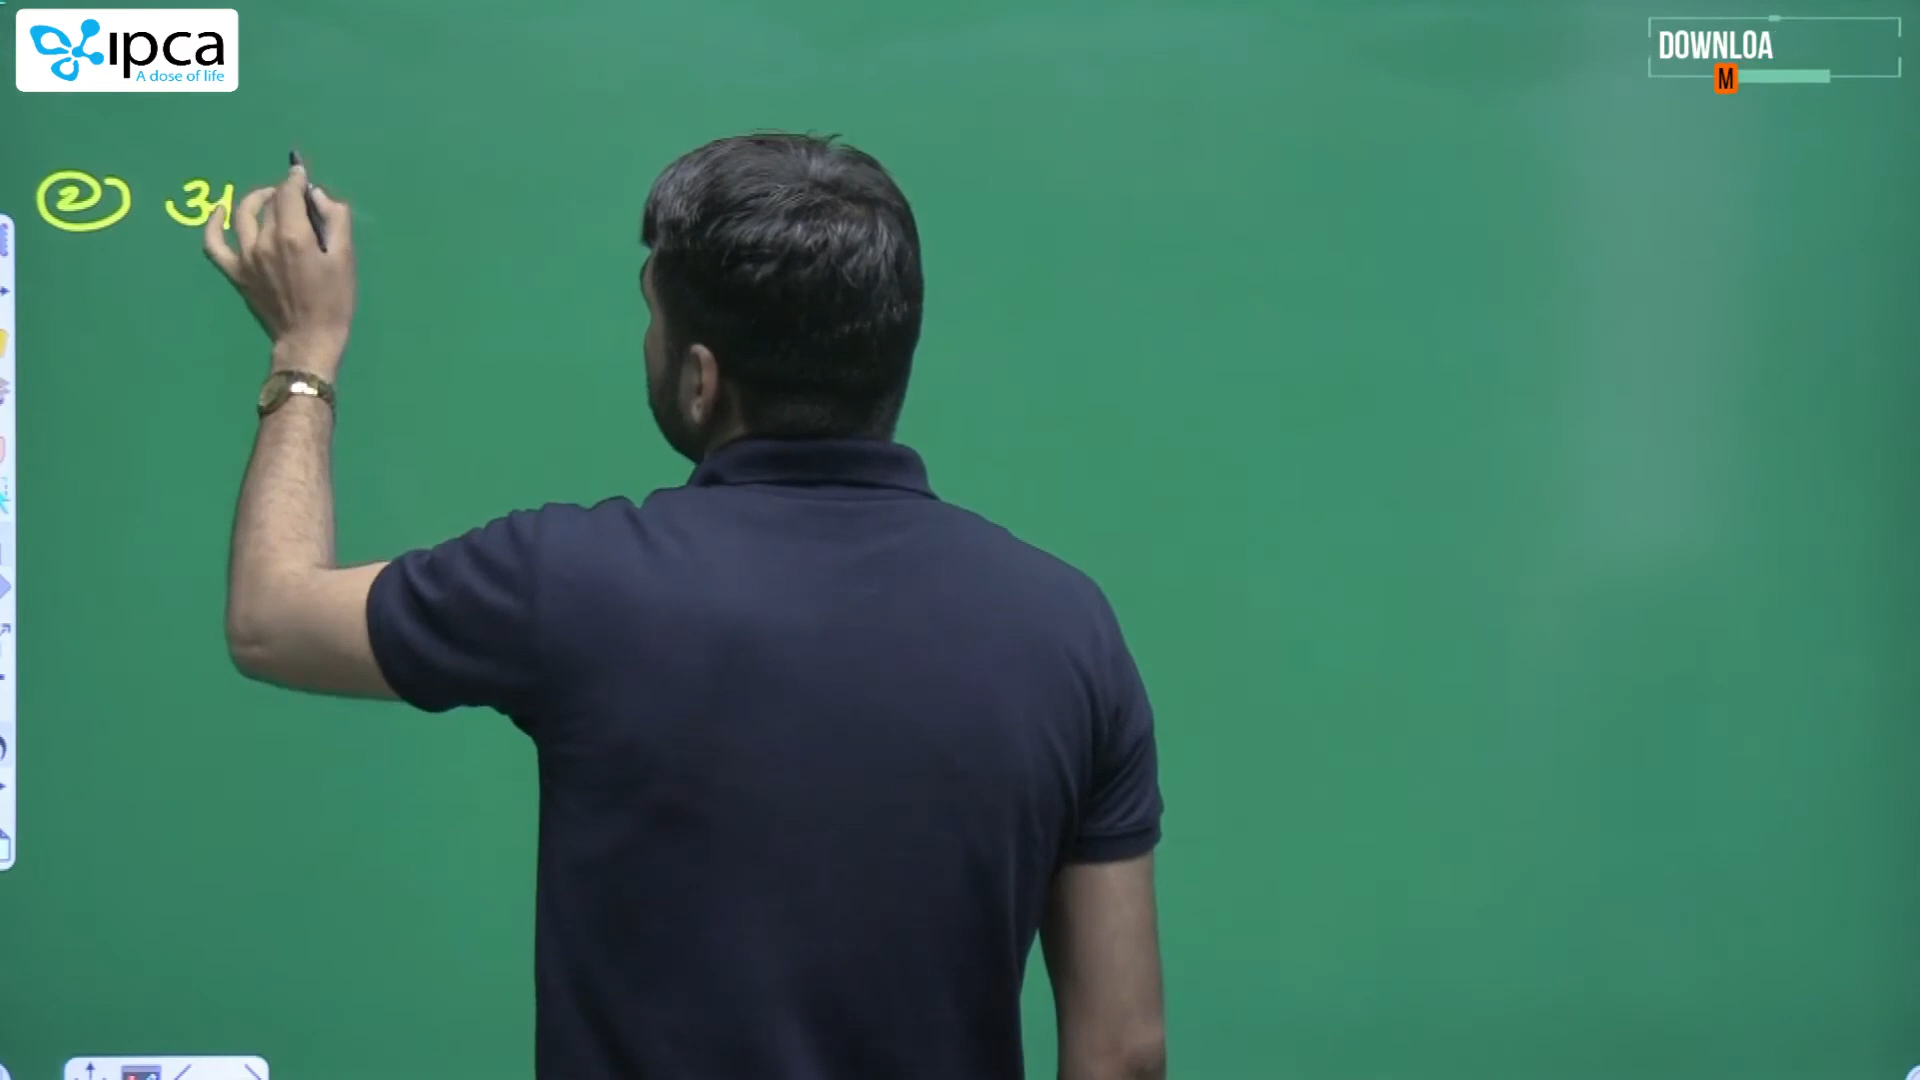 ipca
A dose of life
DOWNLOA
M
② अ